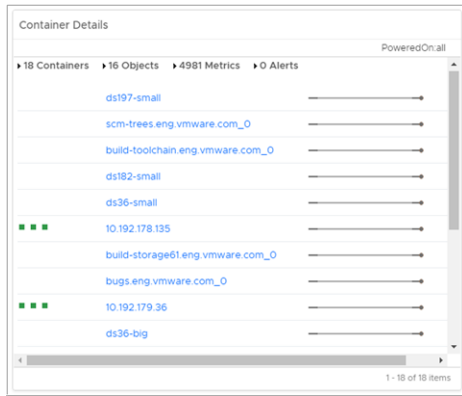 Container Details
PoweredOn:all
18 Containers 16 Objects 4981 Metrics 0 Alerts
ds197-small
scm-trees.eng.vmware.com_0
build-toolchain.eng.vmware.com_0
ds182-small
ds36-small
10.192.178.135
build-storage61.eng.vmware.com_0
bugs.eng.vmware.com_0
10.192.179.36
ds36-big
1 - 18 of 18 items